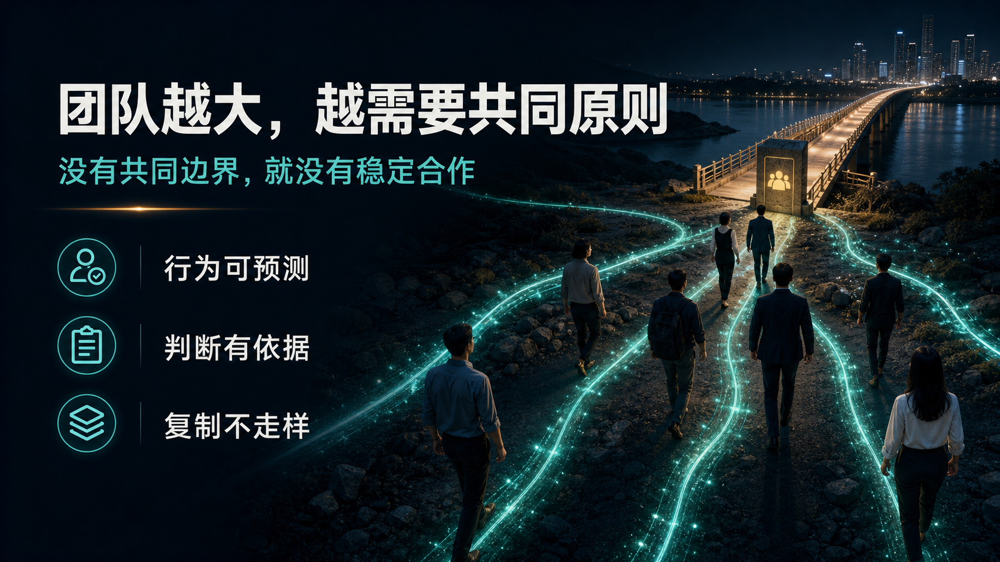 团队越大，越需要共同原则
没有共同边界，就没有稳定合作
行为可预测
判断有依据
复制不走样